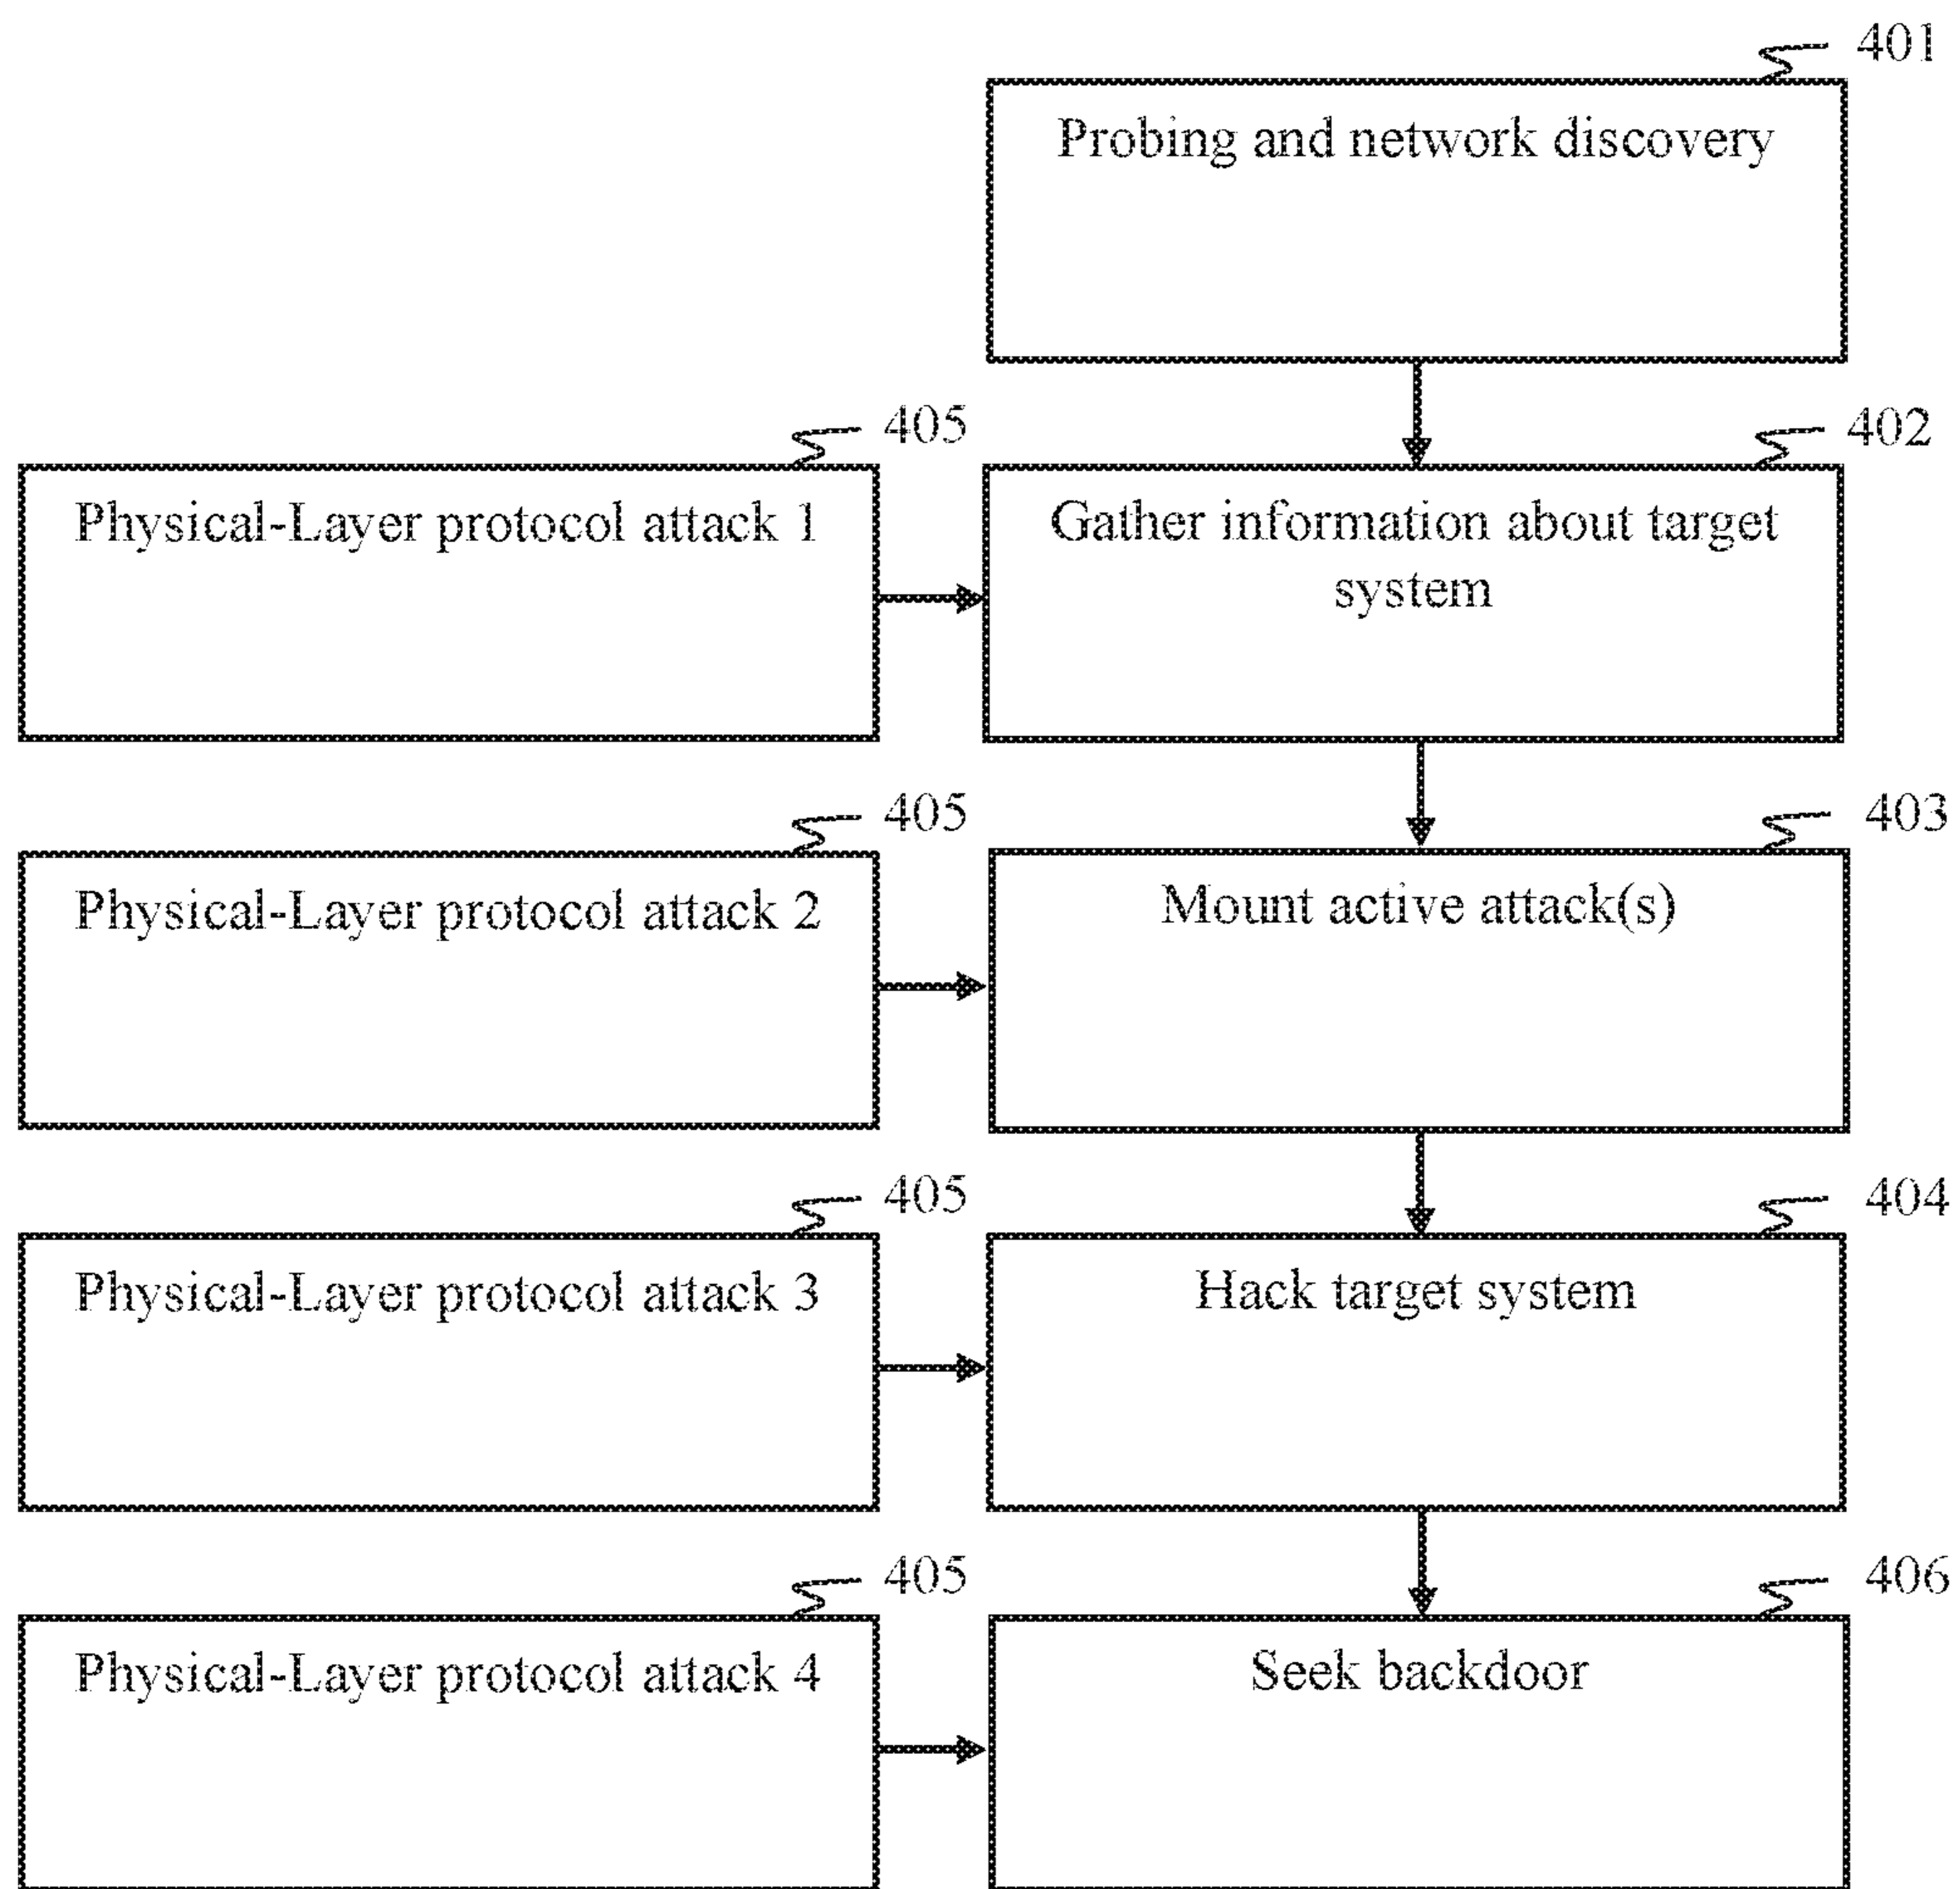 401
Probing and network discovery
405
402
Physical-Layer protocol attack 1
Gather information about target
system
405
403
Physical-Layer protocol attack 2
Mount active attack(s)
405
404
Physical-Layer protocol attack 3
Hack target system
405
406
Physical-Layer protocol attack 4
Seek backdoor